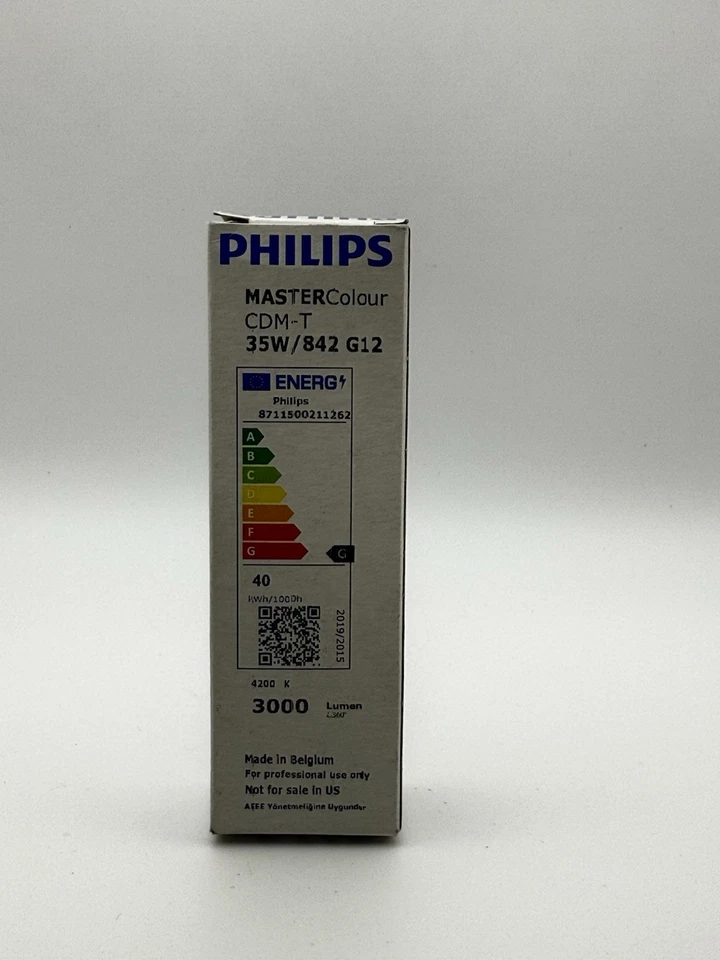 PHILIPS
MASTERColour
CDM-T
35W/842 G12
ENERG
Philips
8711500211262
A
B
C
D
E
F
G
G
40
kWh/1000h
2019/2015
4200 K
3000 Lumen
Made in Belgium
For professional use only
Not for sale in US
AEEE Yönetmeliğine Uygundur